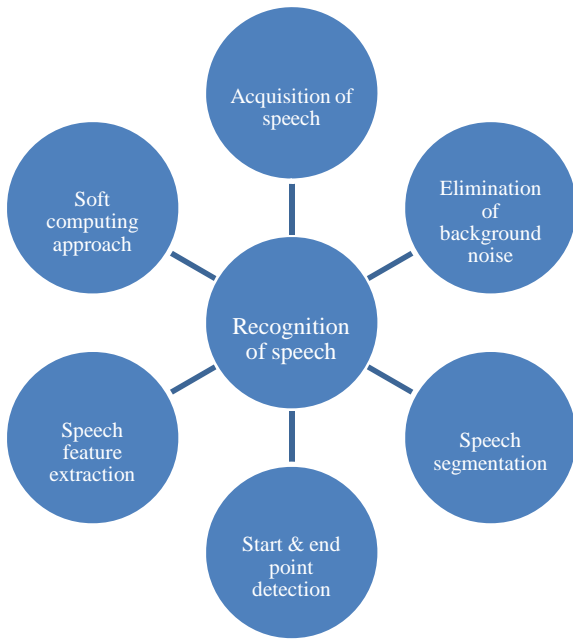 Acquisition of
speech
Elimination
of
background
noise
Speech
segmentation
Start & end
point
detection
Speech
feature
extraction
Soft
computing
approach
Recognition
of speech